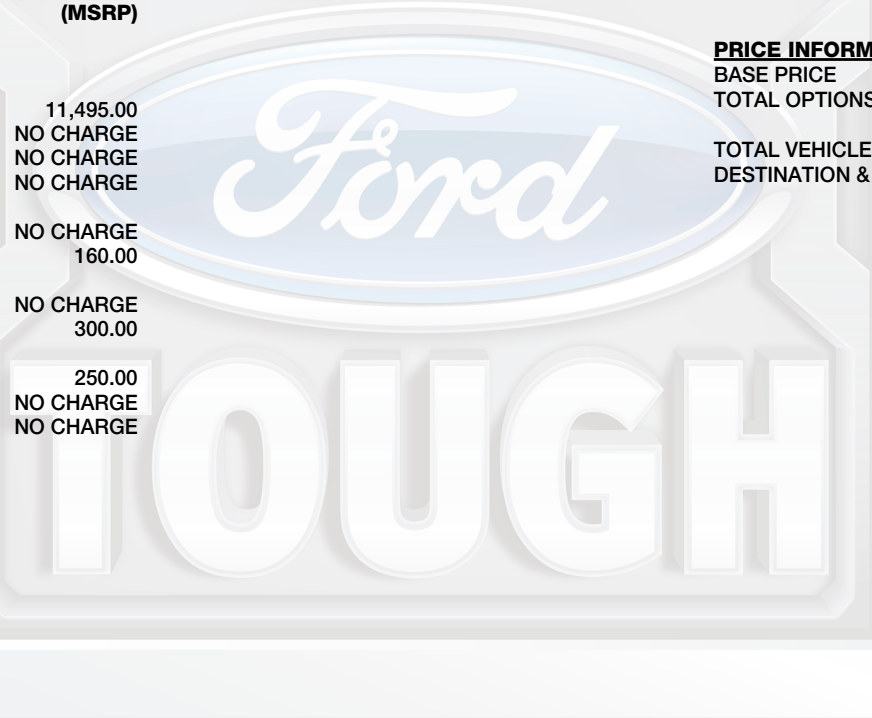 (MSRP)
11,495.00
NO CHARGE
NO CHARGE
NO CHARGE
NO CHARGE
160.00
NO CHARGE
300.00
250.00
NO CHARGE
NO CHARGE
PRICE INFORM
BASE PRICE
TOTAL OPTIONS
TOTAL VEHICLE
DESTINATION &
Ford
TOUGH